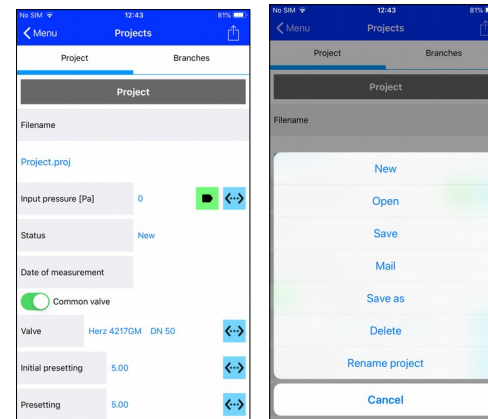 No SIM 12:43 81%
Menu Projects
Project Branches
Project
Filename
Project.proj
Input pressure [Pa] 0
Status New
Date of measurement
Common valve
Valve Herz 4217GM DN 50
Initial presetting 5.00
Presetting 5.00
No SIM 12:43 81%
Menu Projects
Project Branches
Project
Filename
New
Open
Save
Mail
Save as
Delete
Rename project
Cancel